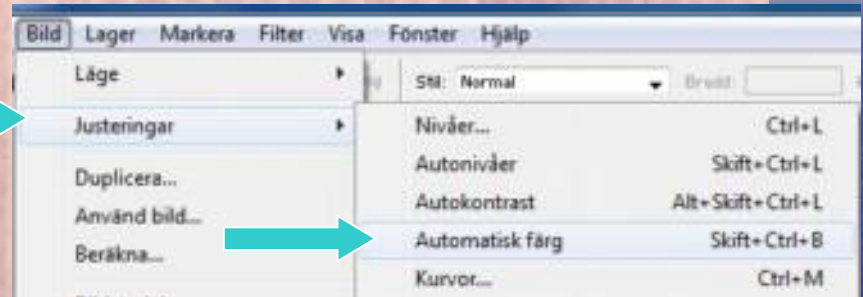 Bild Lager Markera Filter Visa Fönster Hjälp
Läge
Stil: Normal
Bredd:
Justeringar
Nivåer... Ctrl+L
Autonivåer Skift+Ctrl+L
Duplicera...
Autokontrast Alt+Skift+Ctrl+L
Använd bild...
Automatisk färg Skift+Ctrl+B
Beräkna...
Kurvor... Ctrl+M